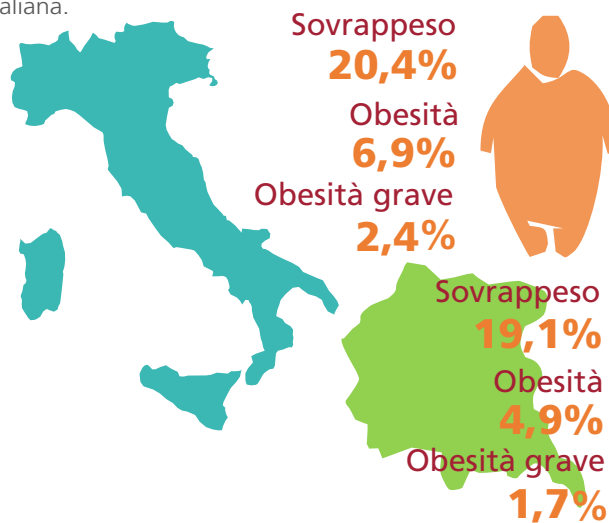 aliana.
Sovrappeso
20,4%
Obesità
6,9%
Obesità grave
2,4%
Sovrappeso
19,1%
Obesità
4,9%
Obesità grave
1,7%